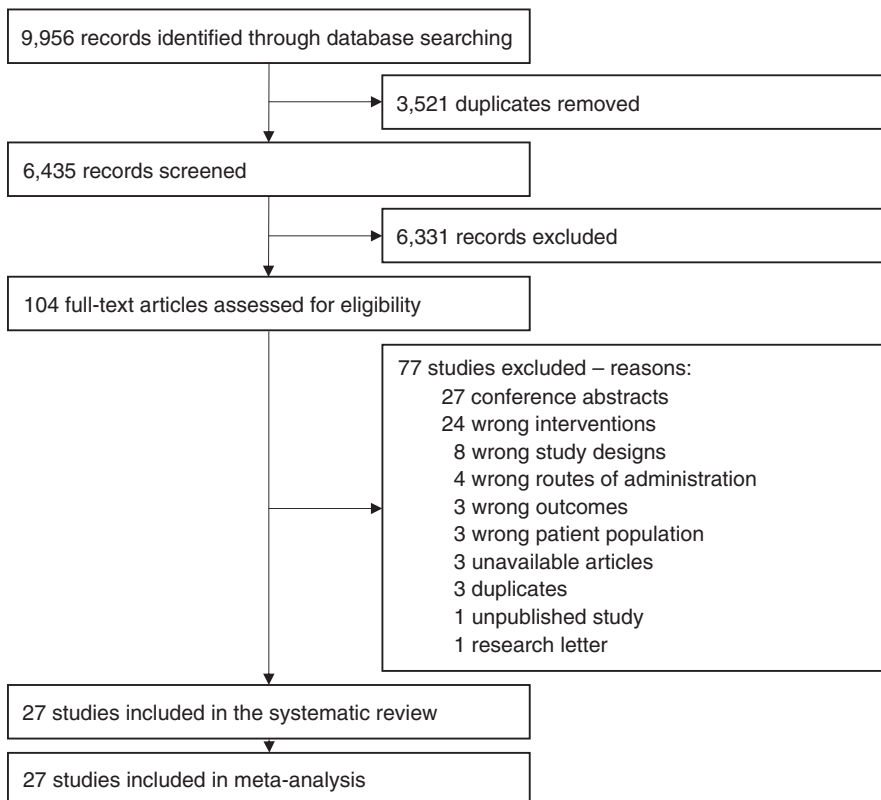 9,956 records identified through database searching
3,521 duplicates removed
6,435 records screened
6,331 records excluded
104 full-text articles assessed for eligibility
77 studies excluded – reasons:
27 conference abstracts
24 wrong interventions
8 wrong study designs
4 wrong routes of administration
3 wrong outcomes
3 wrong patient population
3 unavailable articles
3 duplicates
1 unpublished study
1 research letter
27 studies included in the systematic review
27 studies included in meta-analysis